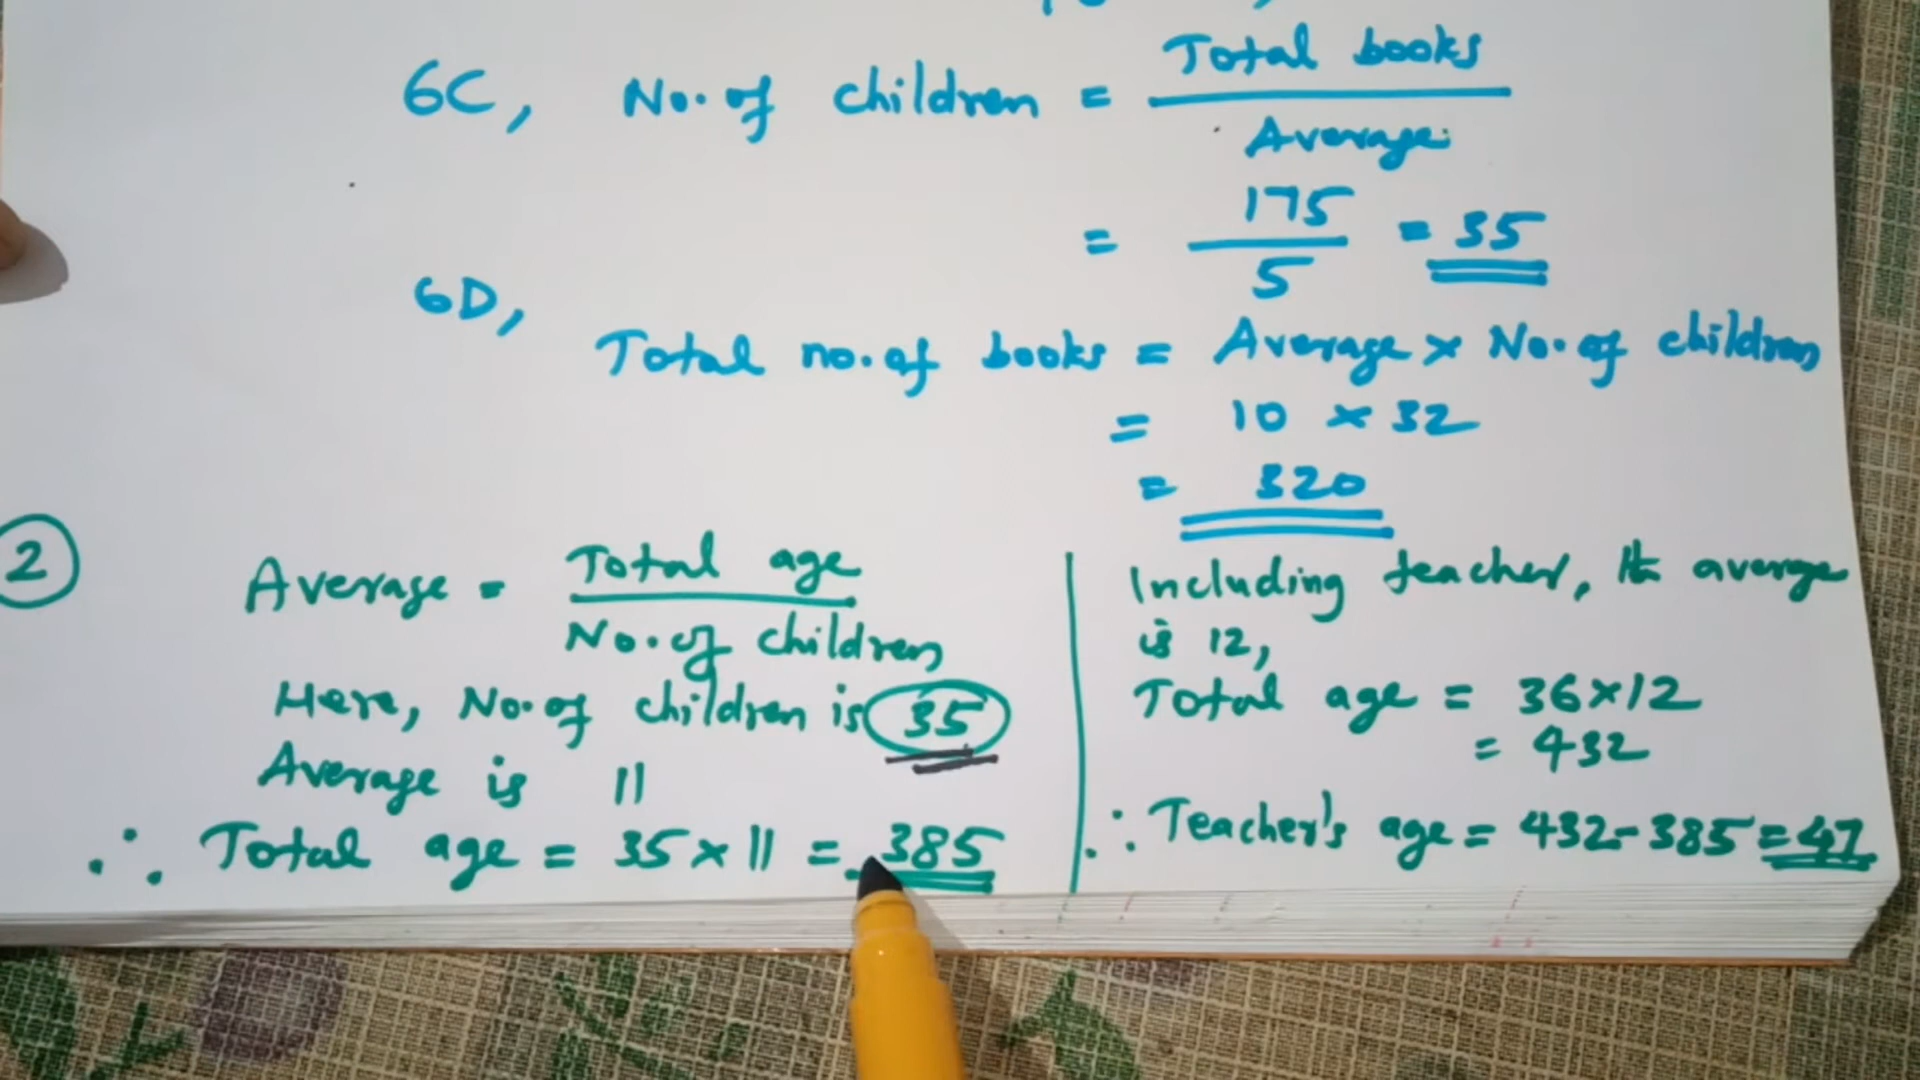 6C, No. of children = Total books
Average
= 175 = 35
5
6D,
Total no. of books = Average × No. of children
= 10 × 32
= 320
2
Average = Total age
No. of children
Here, No. of children is 35
Average is 11
∴ Total age = 35 × 11 = 385
Including teacher, average
is 12,
Total age = 36 × 12
= 432
∴ Teacher's age = 432 - 385 = 47